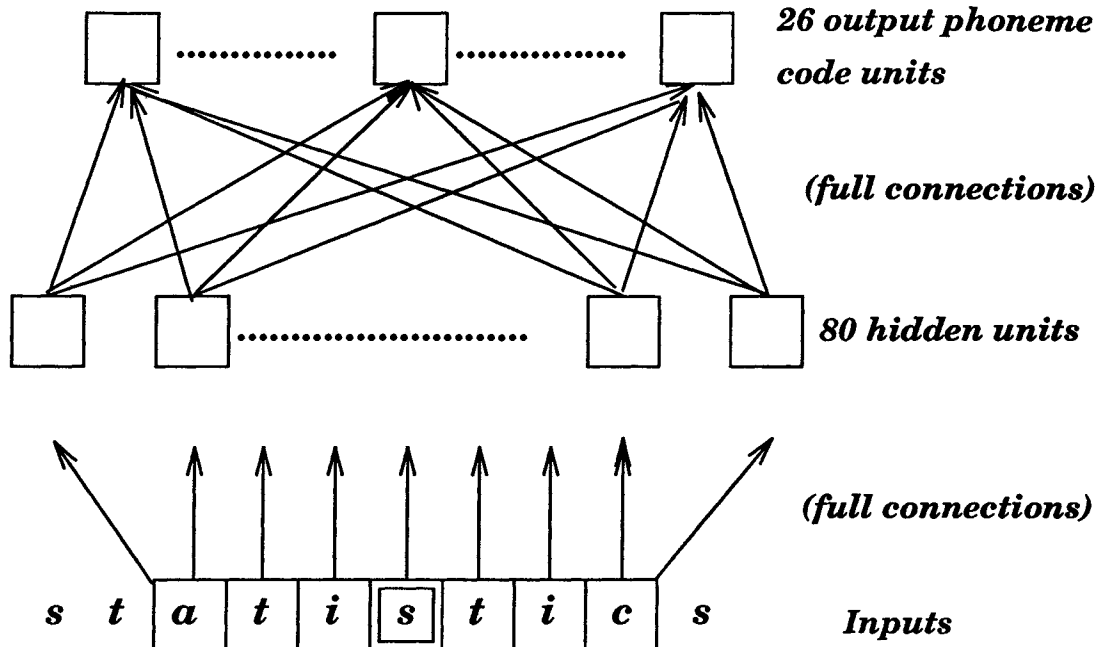 26 output phoneme
code units
(full connections)
80 hidden units
(full connections)
s t a t i s t i c s
Inputs